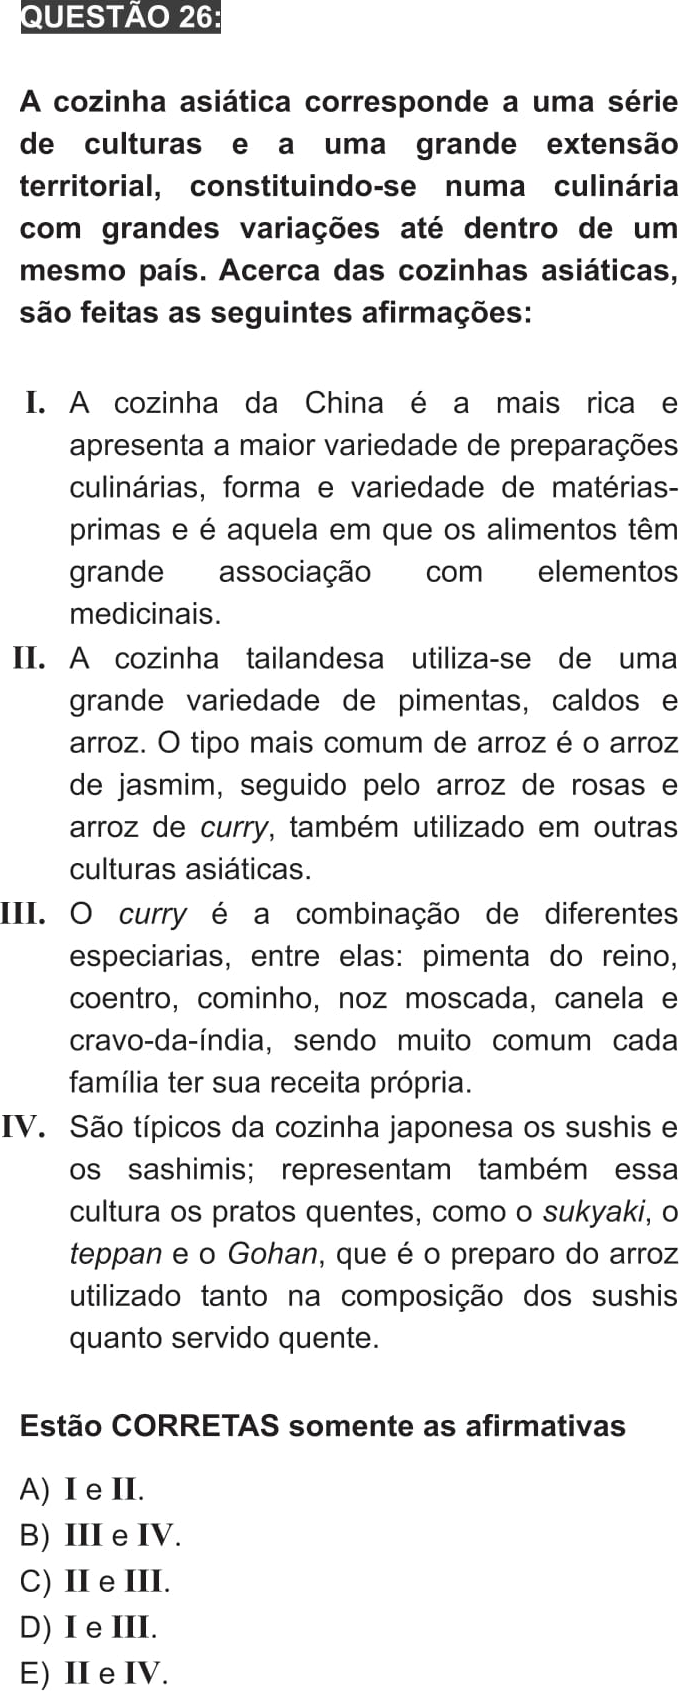 QUESTÃO 26:
A cozinha asiática corresponde a uma série
de culturas e a uma grande extensão
territorial, constituindo-se numa culinária
com grandes variações até dentro de um
mesmo país. Acerca das cozinhas asiáticas,
são feitas as seguintes afirmações:
I. A cozinha da China é a mais rica e
apresenta a maior variedade de preparações
culinárias, forma e variedade de matérias-
primas e é aquela em que os alimentos têm
grande associação com elementos
medicinais.
II. A cozinha tailandesa utiliza-se de uma
grande variedade de pimentas, caldos e
arroz. O tipo mais comum de arroz é o arroz
de jasmim, seguido pelo arroz de rosas e
arroz de curry, também utilizado em outras
culturas asiáticas.
III. O curry é a combinação de diferentes
especiarias, entre elas: pimenta do reino,
coentro, cominho, noz moscada, canela e
cravo-da-índia, sendo muito comum cada
família ter sua receita própria.
IV. São típicos da cozinha japonesa os sushis e
os sashimis; representam também essa
cultura os pratos quentes, como o sukyaki, o
teppan e o Gohan, que é o preparo do arroz
utilizado tanto na composição dos sushis
quanto servido quente.
Estão CORRETAS somente as afirmativas
A) I e II.
B) III e IV.
C) II e III.
D) I e III.
E) II e IV.